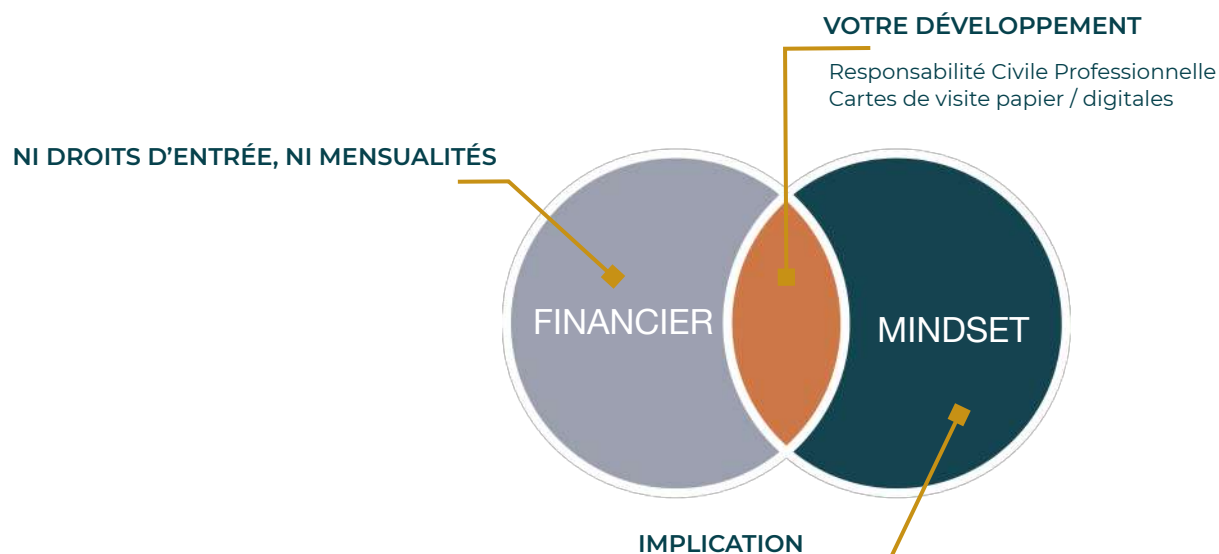 VOTRE DÉVELOPPEMENT
Responsabilité Civile Professionnelle
Cartes de visite papier / digitales
NI DROITS D’ENTRÉE, NI MENSUALITÉS
FINANCIER
MINDSET
IMPLICATION